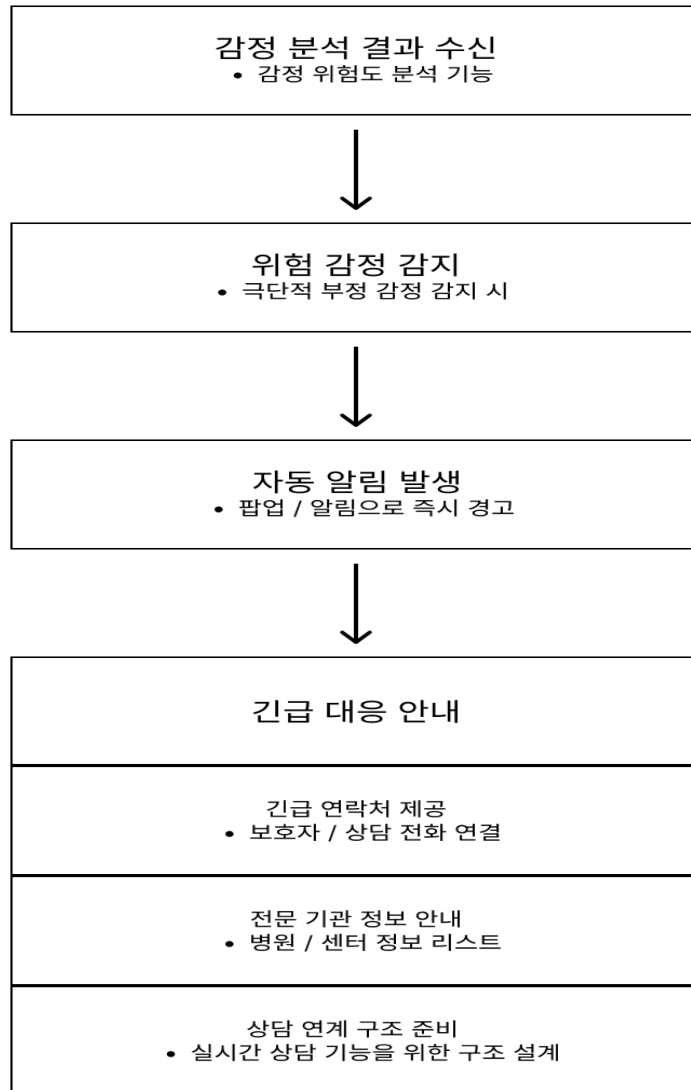 감정 분석 결과 수신
• 감정 위험도 분석 기능
위험 감정 감지
• 극단적 부정 감정 감지 시
자동 알림 발생
• 팝업 / 알림으로 즉시 경고
긴급 대응 안내
긴급 연락처 제공
• 보호자 / 상담 전화 연결
전문 기관 정보 안내
• 병원 / 센터 정보 리스트
상담 연계 구조 준비
• 실시간 상담 기능을 위한 구조 설계